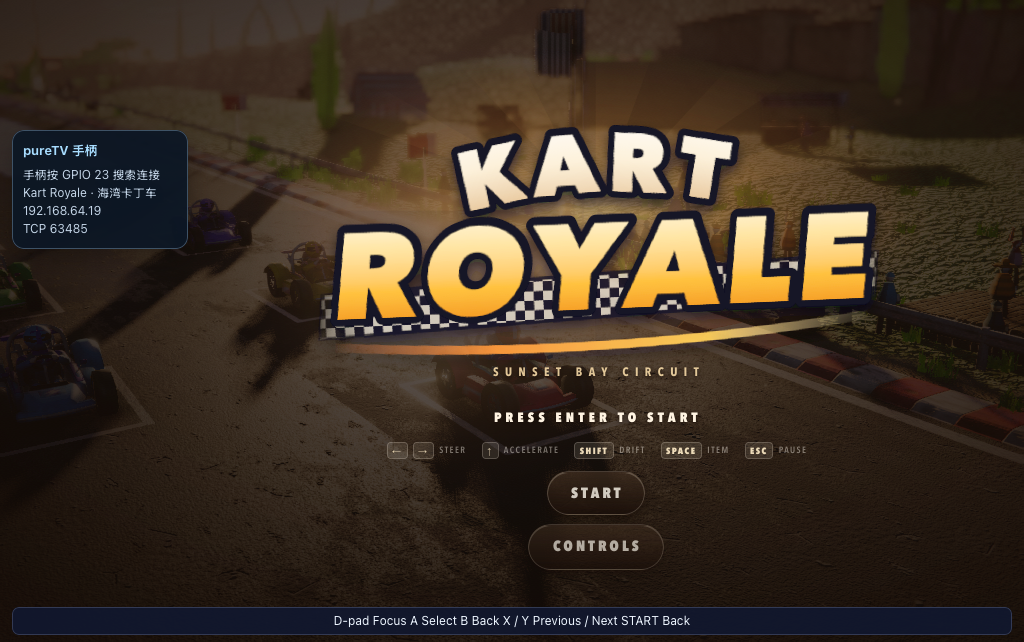 pureTV 手柄
手柄按 GPIO 23 搜索连接
Kart Royale · 海湾卡丁车
192.168.64.19
TCP 63485
KART
ROYALE
SUNSET BAY CIRCUIT
PRESS ENTER TO START
← → STEER ↑ ACCELERATE SHIFT DRIFT SPACE ITEM ESC PAUSE
START
CONTROLS
D-pad Focus A Select B Back X / Y Previous / Next START Back